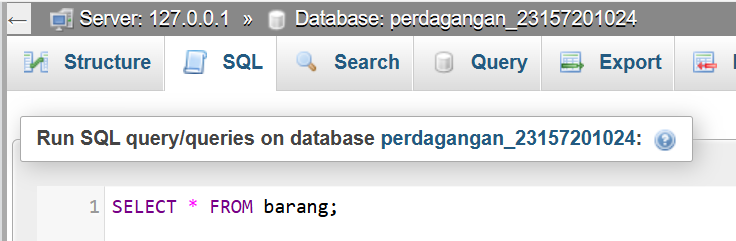 ← Server: 127.0.0.1 » Database: perdagangan_23157201024
Structure SQL Search Query Export
Run SQL query/queries on database perdagangan_23157201024:
1 SELECT * FROM barang;